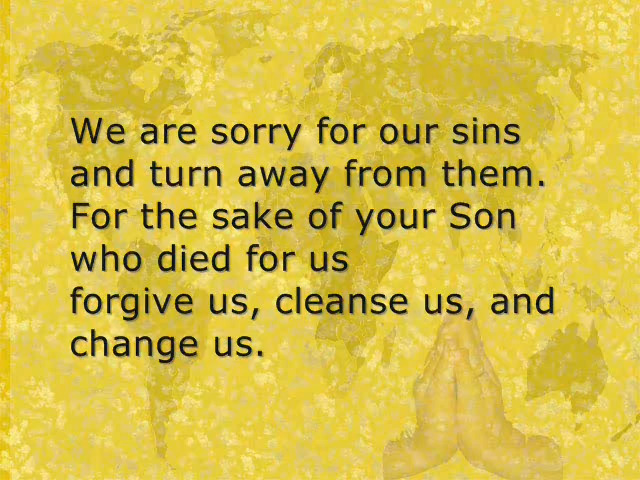 We are sorry for our sins
and turn away from them.
For the sake of your Son
who died for us
forgive us, cleanse us, and
change us.